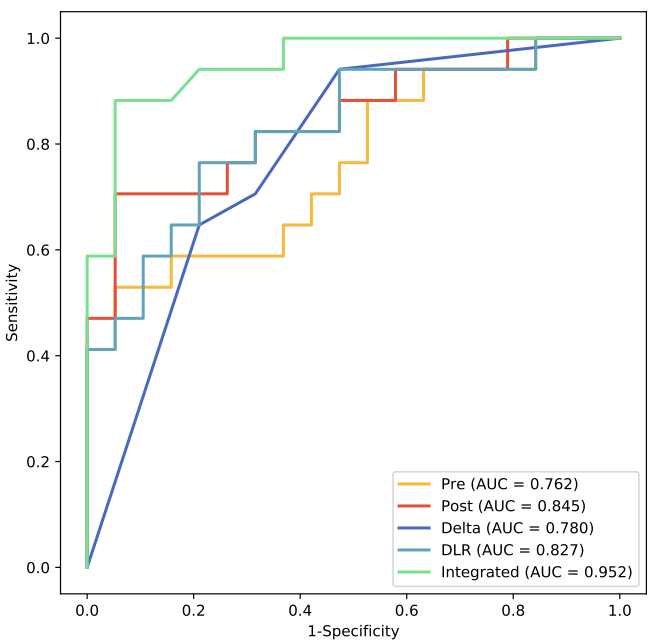 1.0
0.8
0.6
0.4
0.2
0.0
Sensitivity
Pre (AUC = 0.762)
Post (AUC = 0.845)
Delta (AUC = 0.780)
DLR (AUC = 0.827)
Integrated (AUC = 0.952)
0.0 0.2 0.4 0.6 0.8 1.0
1-Specificity